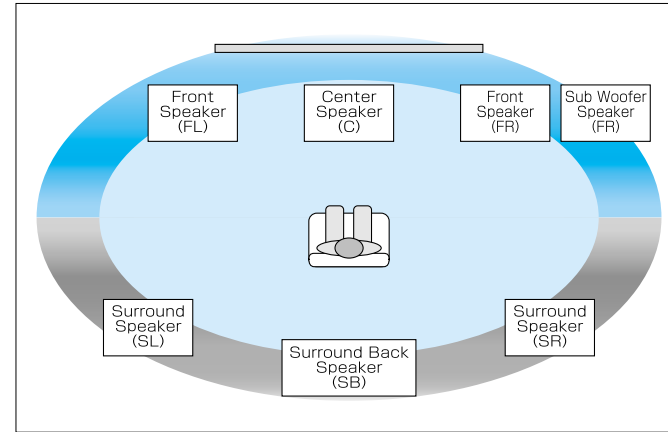 Front
Speaker
(FL)
Center
Speaker
(C)
Front
Speaker
(FR)
Sub Woofer
Speaker
(FR)
Surround
Speaker
(SL)
Surround Back
Speaker
(SB)
Surround
Speaker
(SR)